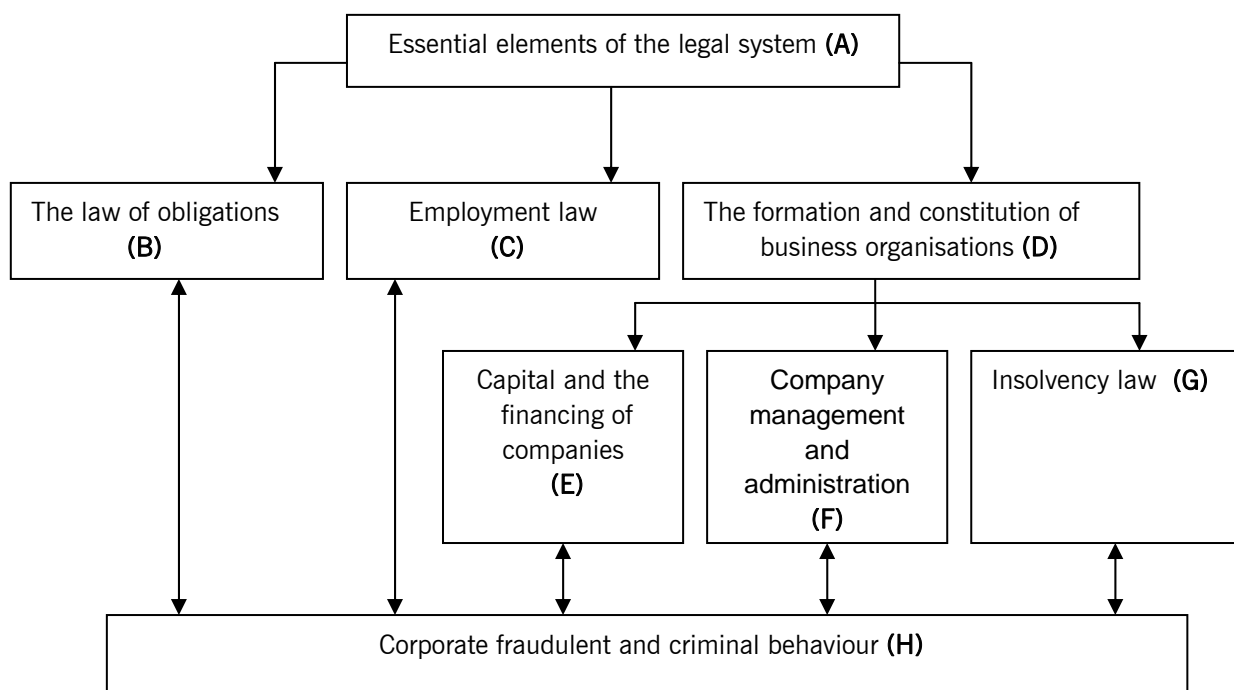 Essential elements of the legal system (A)
The law of obligations
(B)
Employment law
(C)
The formation and constitution of
business organisations (D)
Capital and the
financing of
companies
(E)
Company
management
and
administration
(F)
Insolvency law (G)
Corporate fraudulent and criminal behaviour (H)